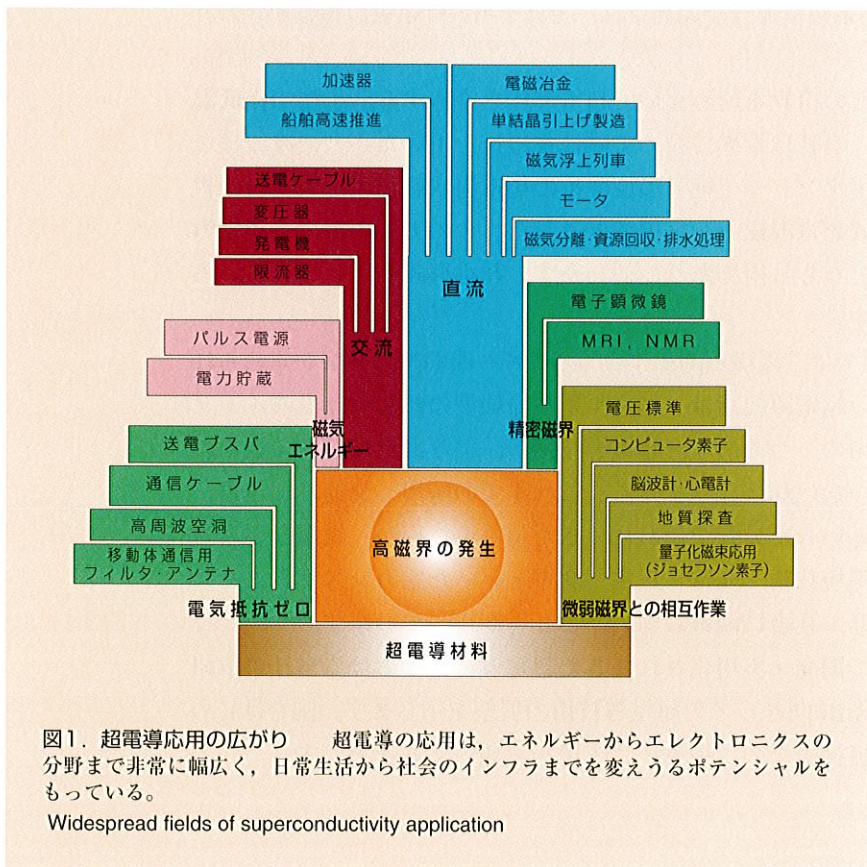 加速器
電磁冶金
船舶高速推進
単結晶引上げ製造
磁気浮上列車
送電ケーブル
モータ
変圧器
発電機
磁気分離・資源回収・排水処理
限流器
直流
電子顕微鏡
パルス電源
交流
MRI, NMR
電力貯蔵
電圧標準
磁気
エネルギー
精密磁界
送電ブスバ
コンピュータ素子
通信ケーブル
脳波計・心電計
高周波空洞
地質探査
高磁界の発生
移動体通信用
フィルタ・アンテナ
量子化磁束応用
(ジョセフソン素子)
電気抵抗ゼロ
微弱磁界との相互作業
超電導材料
図1. 超電導応用の広がり 超電導の応用は，エネルギーからエレクトロニクスの
分野まで非常に幅広く，日常生活から社会のインフラまでを変えうるポテンシャルを
もっている。
Widespread fields of superconductivity application